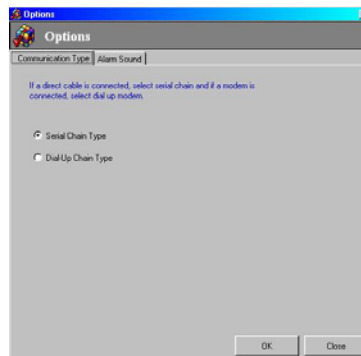 Options
Options
Communication Type Alarm Sound
If a direct cable is connected, select serial chain and if a modem is
connected, select dial up modem.
Serial Chain Type
Dial-Up Chain Type
OK Close